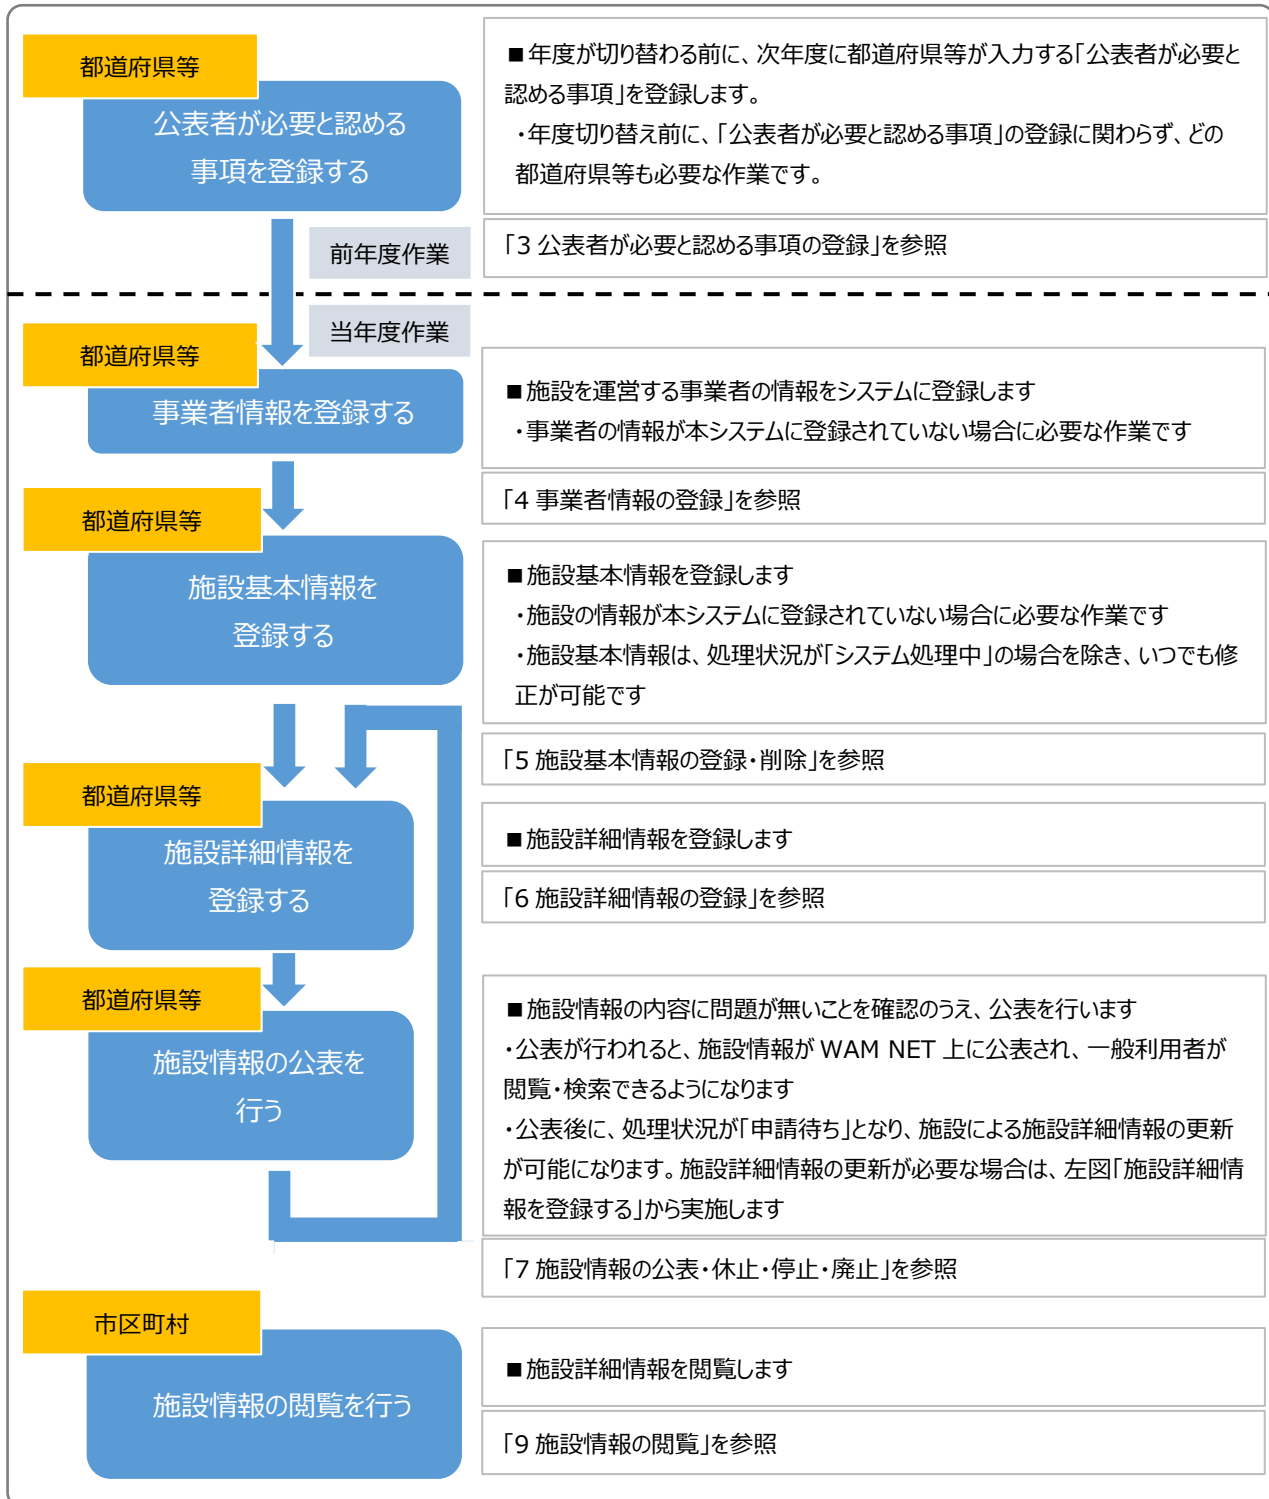 都道府県等
公表者が必要と認める
事項を登録する
■年度が切り替わる前に、次年度に都道府県等が入力する「公表者が必要と
認める事項」を登録します。
・年度切り替え前に、「公表者が必要と認める事項」の登録に関わらず、どの
都道府県等も必要な作業です。
前年度作業
「3 公表者が必要と認める事項の登録」を参照
当年度作業
都道府県等
事業者情報を登録する
■施設を運営する事業者の情報をシステムに登録します
・事業者の情報が本システムに登録されていない場合に必要な作業です
「4 事業者情報の登録」を参照
都道府県等
施設基本情報を
登録する
■施設基本情報を登録します
・施設の情報が本システムに登録されていない場合に必要な作業です
・施設基本情報は、処理状況が「システム処理中」の場合を除き、いつでも修
正が可能です
「5 施設基本情報の登録・削除」を参照
都道府県等
施設詳細情報を
登録する
■施設詳細情報を登録します
「6 施設詳細情報の登録」を参照
都道府県等
施設情報の公表を
行う
■施設情報の内容に問題が無いことを確認のうえ、公表を行います
・公表が行われると、施設情報が WAM NET 上に公表され、一般利用者が
閲覧・検索できるようになります
・公表後に、処理状況が「申請待ち」となり、施設による施設詳細情報の更新
が可能になります。施設詳細情報の更新が必要な場合は、左図「施設詳細情
報を登録する」から実施します
「7 施設情報の公表・休止・停止・廃止」を参照
市区町村
施設情報の閲覧を行う
■施設詳細情報を閲覧します
「9 施設情報の閲覧」を参照